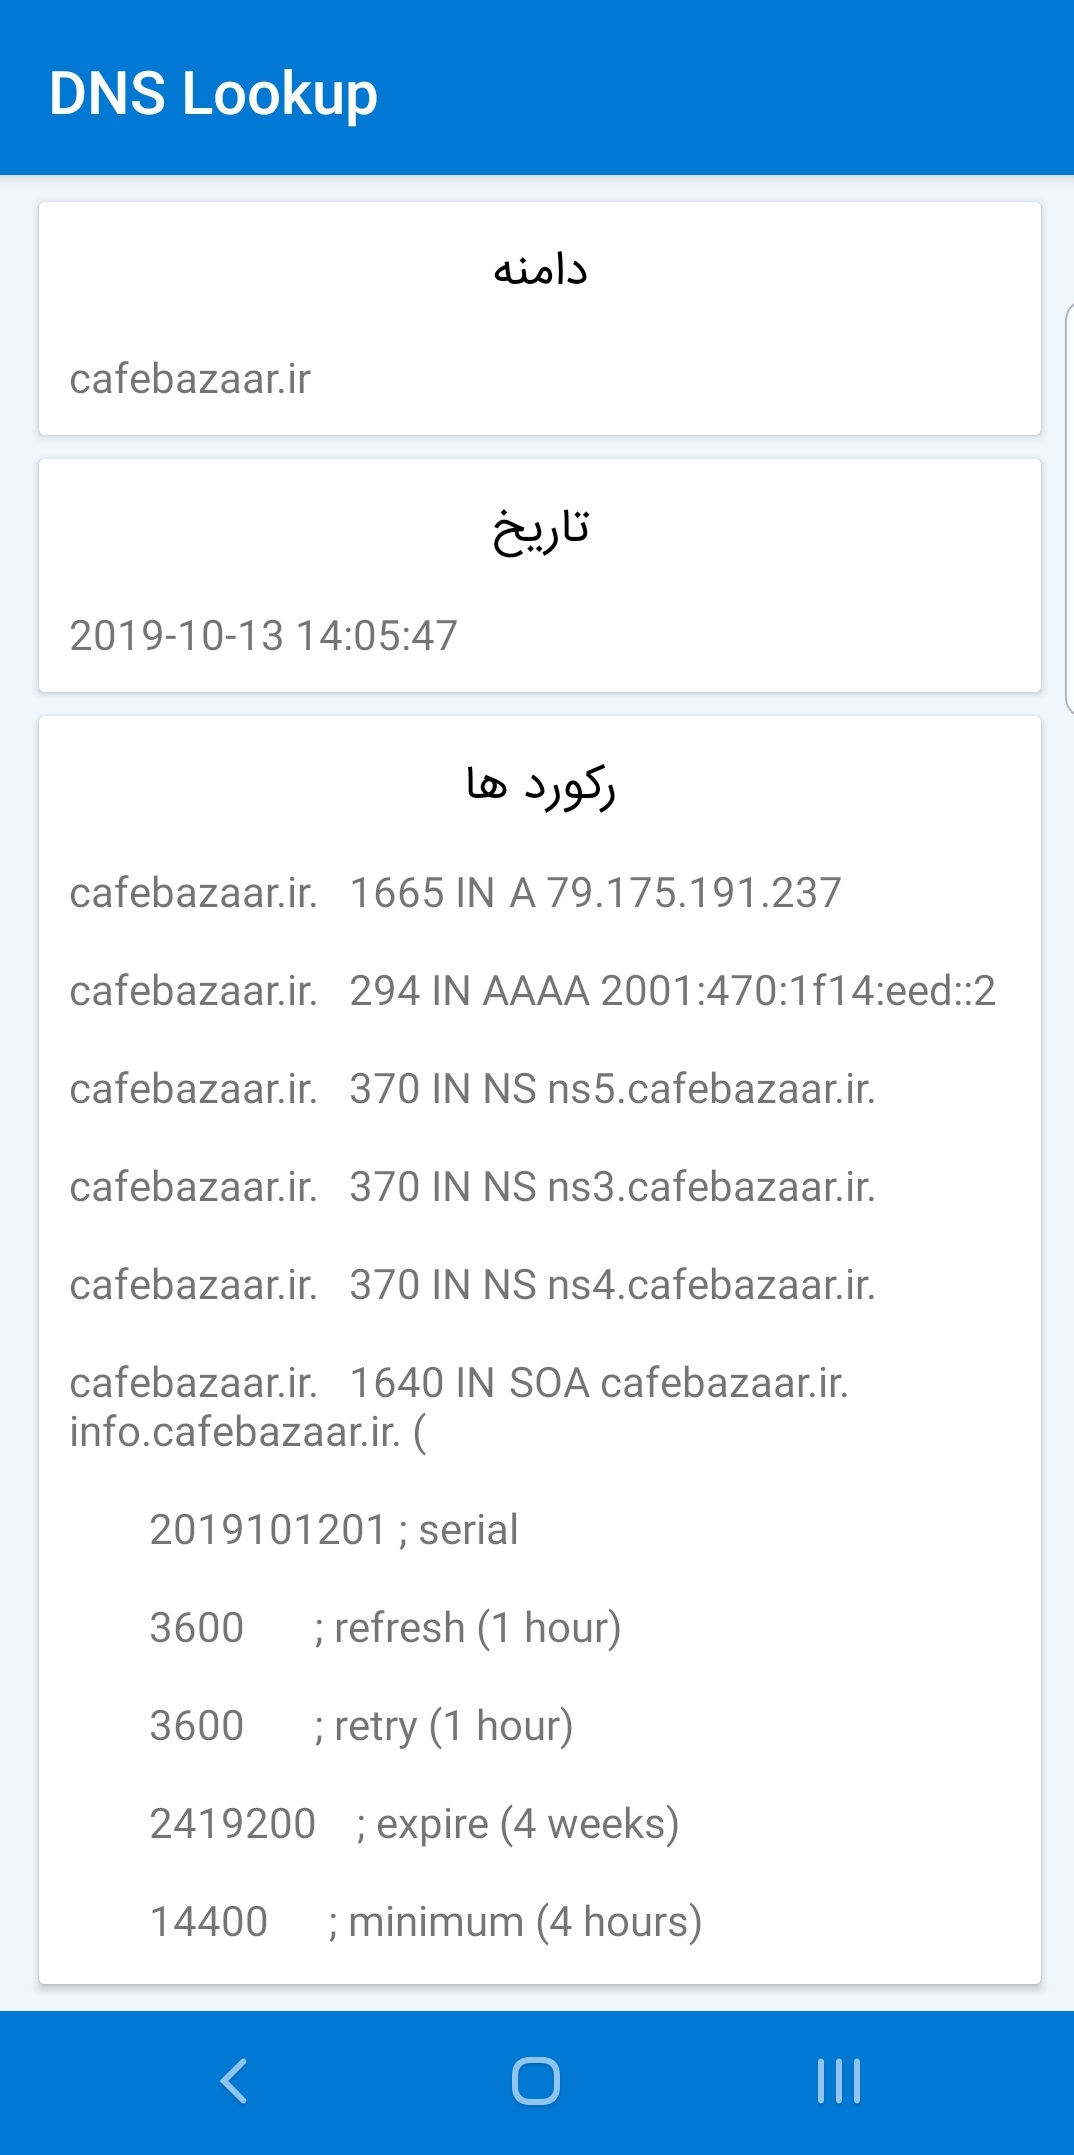 DNS Lookup
دامنه
cafebazaar.ir
تاریخ
2019-10-13 14:05:47
رکورد ها
cafebazaar.ir.   1665 IN A 79.175.191.237
cafebazaar.ir.   294 IN AAAA 2001:470:1f14:eed::2
cafebazaar.ir.   370 IN NS ns5.cafebazaar.ir.
cafebazaar.ir.   370 IN NS ns3.cafebazaar.ir.
cafebazaar.ir.   370 IN NS ns4.cafebazaar.ir.
cafebazaar.ir.   1640 IN SOA cafebazaar.ir.
info.cafebazaar.ir. (
2019101201 ; serial
3600       ; refresh (1 hour)
3600       ; retry (1 hour)
2419200    ; expire (4 weeks)
14400      ; minimum (4 hours)